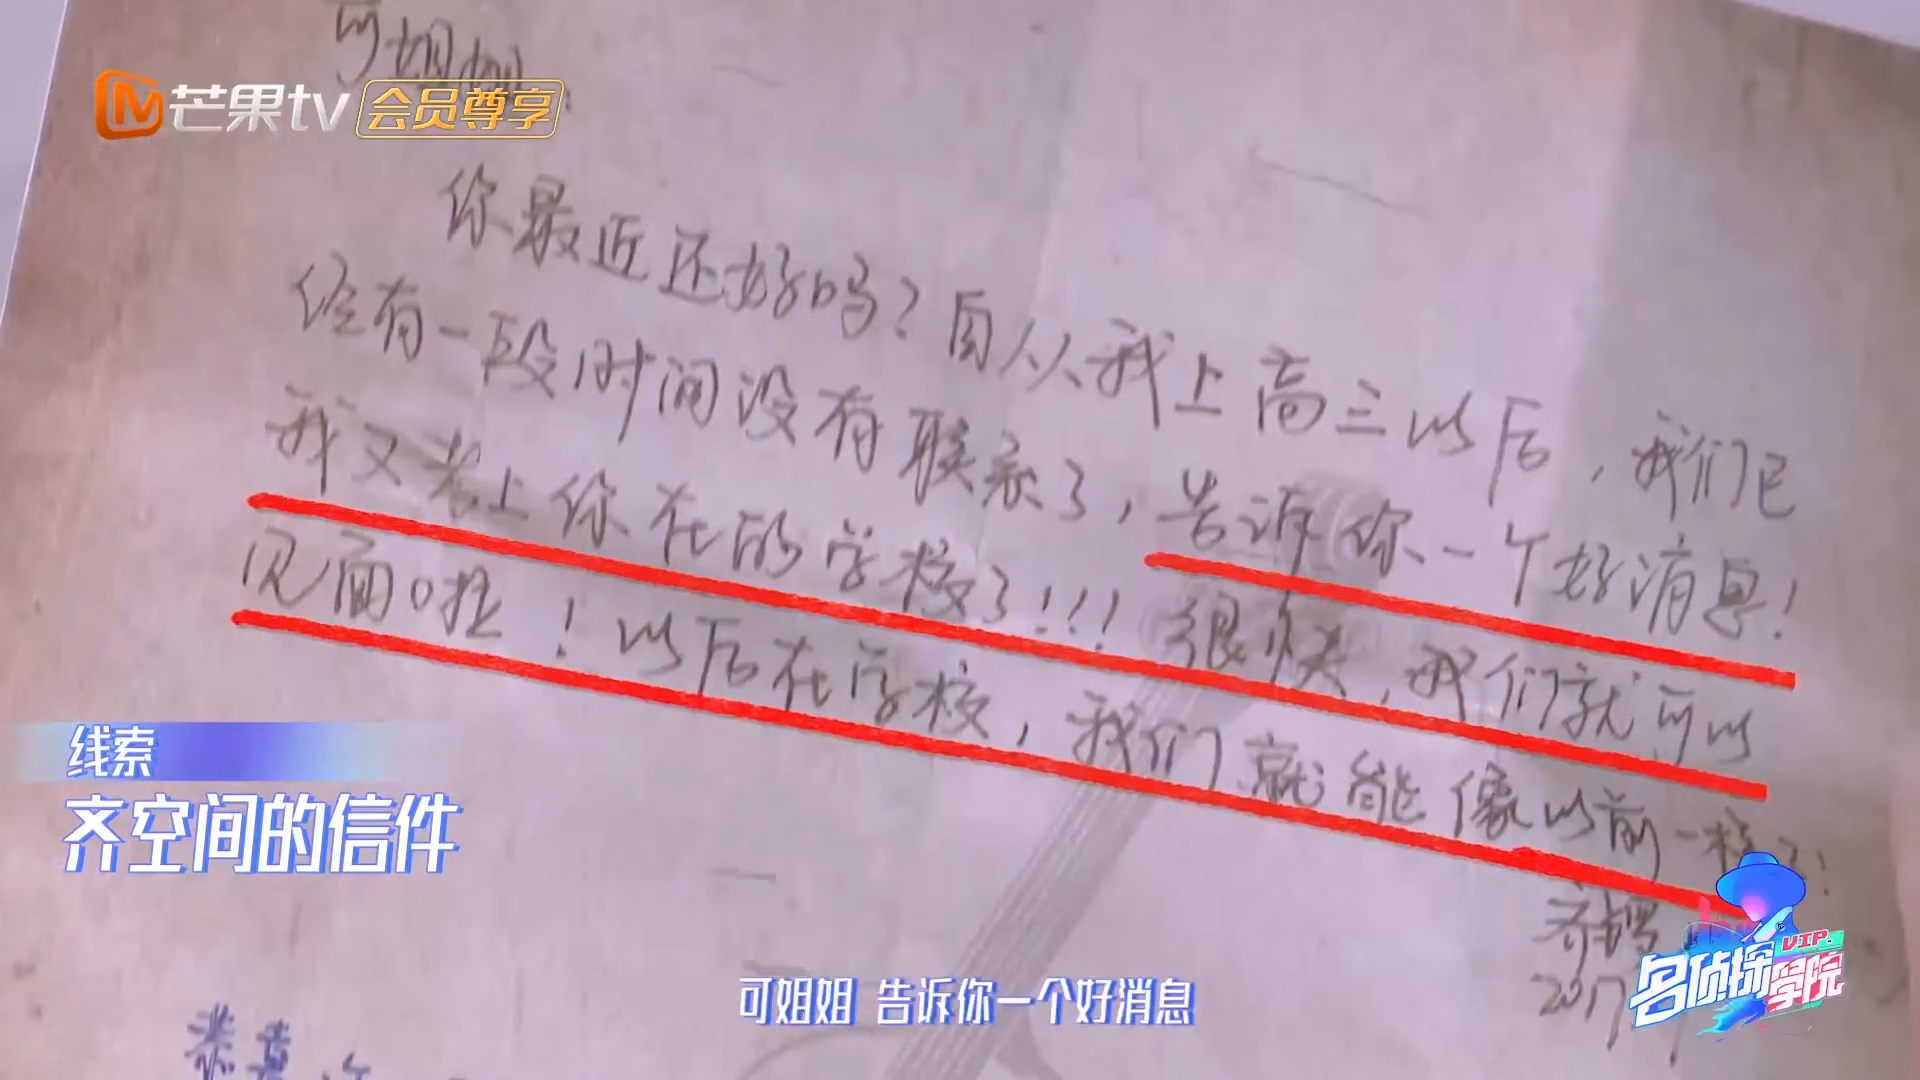 可姐姐:
芒果tv 会员尊享
你最近还好吗?自从我上高三以后,我们已
经有一段时间没有联系了,告诉你一个好消息!
我又考上你在的学校了!!!很快,我们就可以
见面啦!以后在学校,我们就能像以前一样了!
2017
线索
齐空间的信件
可姐姐 告诉你一个好消息
名侦探学院 VIP.